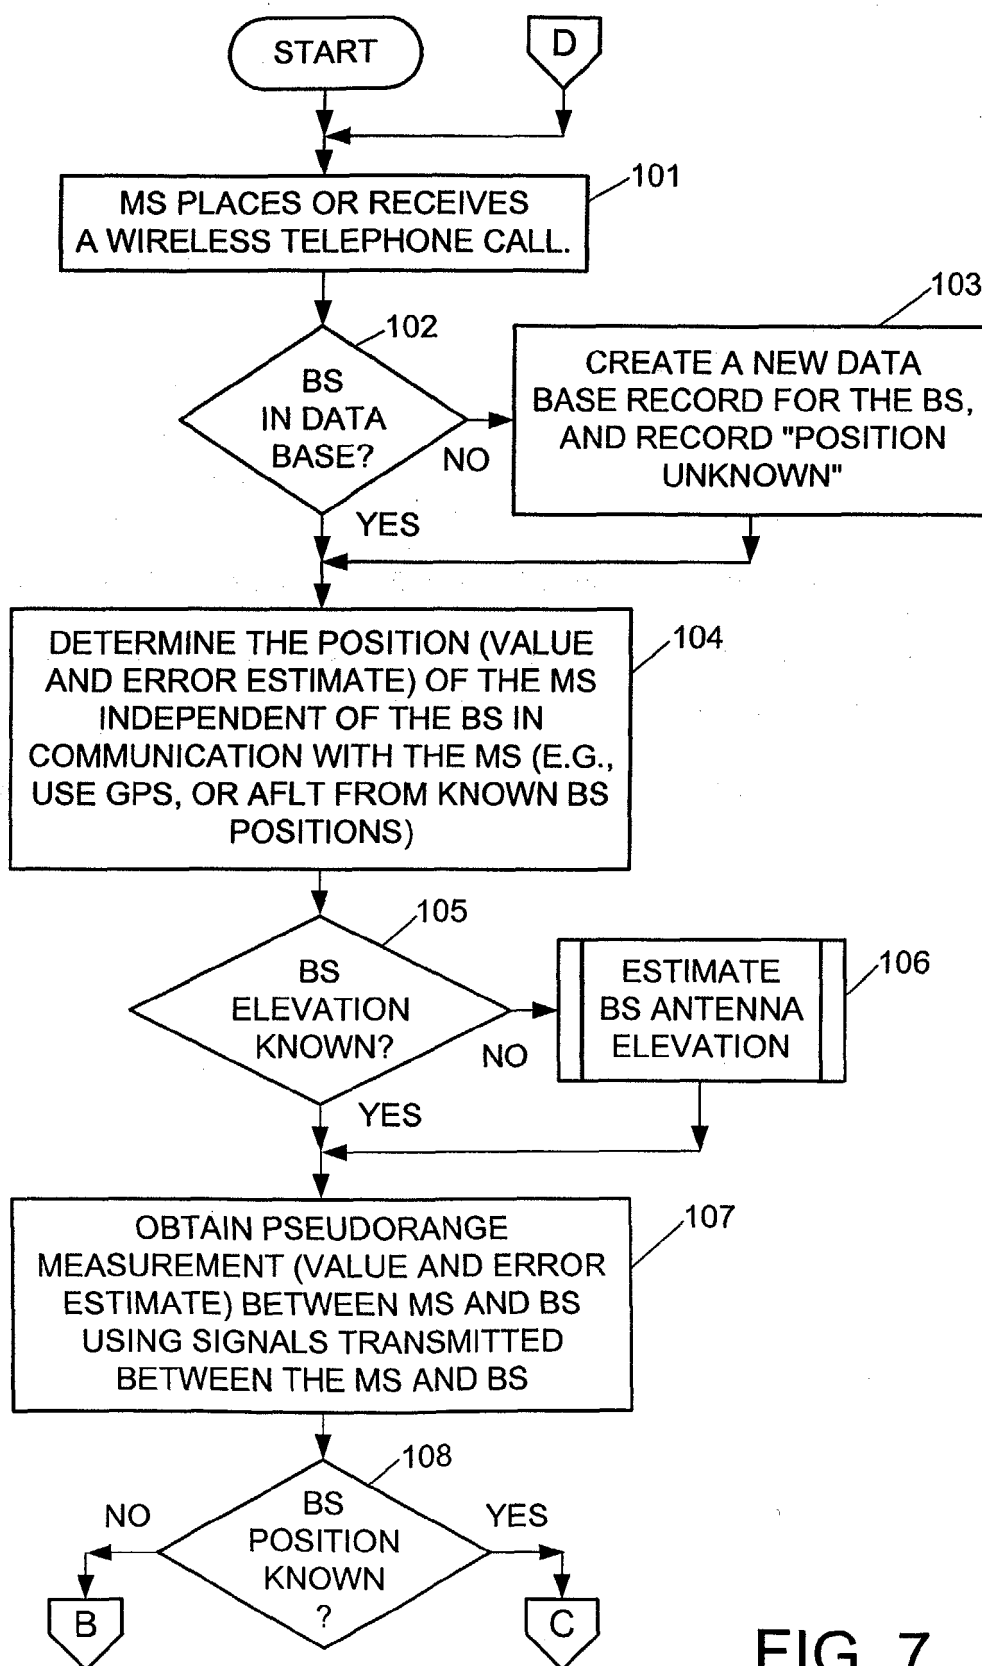 START
D
101
MS PLACES OR RECEIVES
A WIRELESS TELEPHONE CALL.
102
BS
IN DATA
BASE?
NO
YES
103
CREATE A NEW DATA
BASE RECORD FOR THE BS,
AND RECORD "POSITION
UNKNOWN"
104
DETERMINE THE POSITION (VALUE
AND ERROR ESTIMATE) OF THE MS
INDEPENDENT OF THE BS IN
COMMUNICATION WITH THE MS (E.G.,
USE GPS, OR AFLT FROM KNOWN BS
POSITIONS)
105
BS
ELEVATION
KNOWN?
NO
YES
106
ESTIMATE
BS ANTENNA
ELEVATION
107
OBTAIN PSEUDORANGE
MEASUREMENT (VALUE AND ERROR
ESTIMATE) BETWEEN MS AND BS
USING SIGNALS TRANSMITTED
BETWEEN THE MS AND BS
108
BS
POSITION
KNOWN
?
NO
YES
B
C
FIG. 7